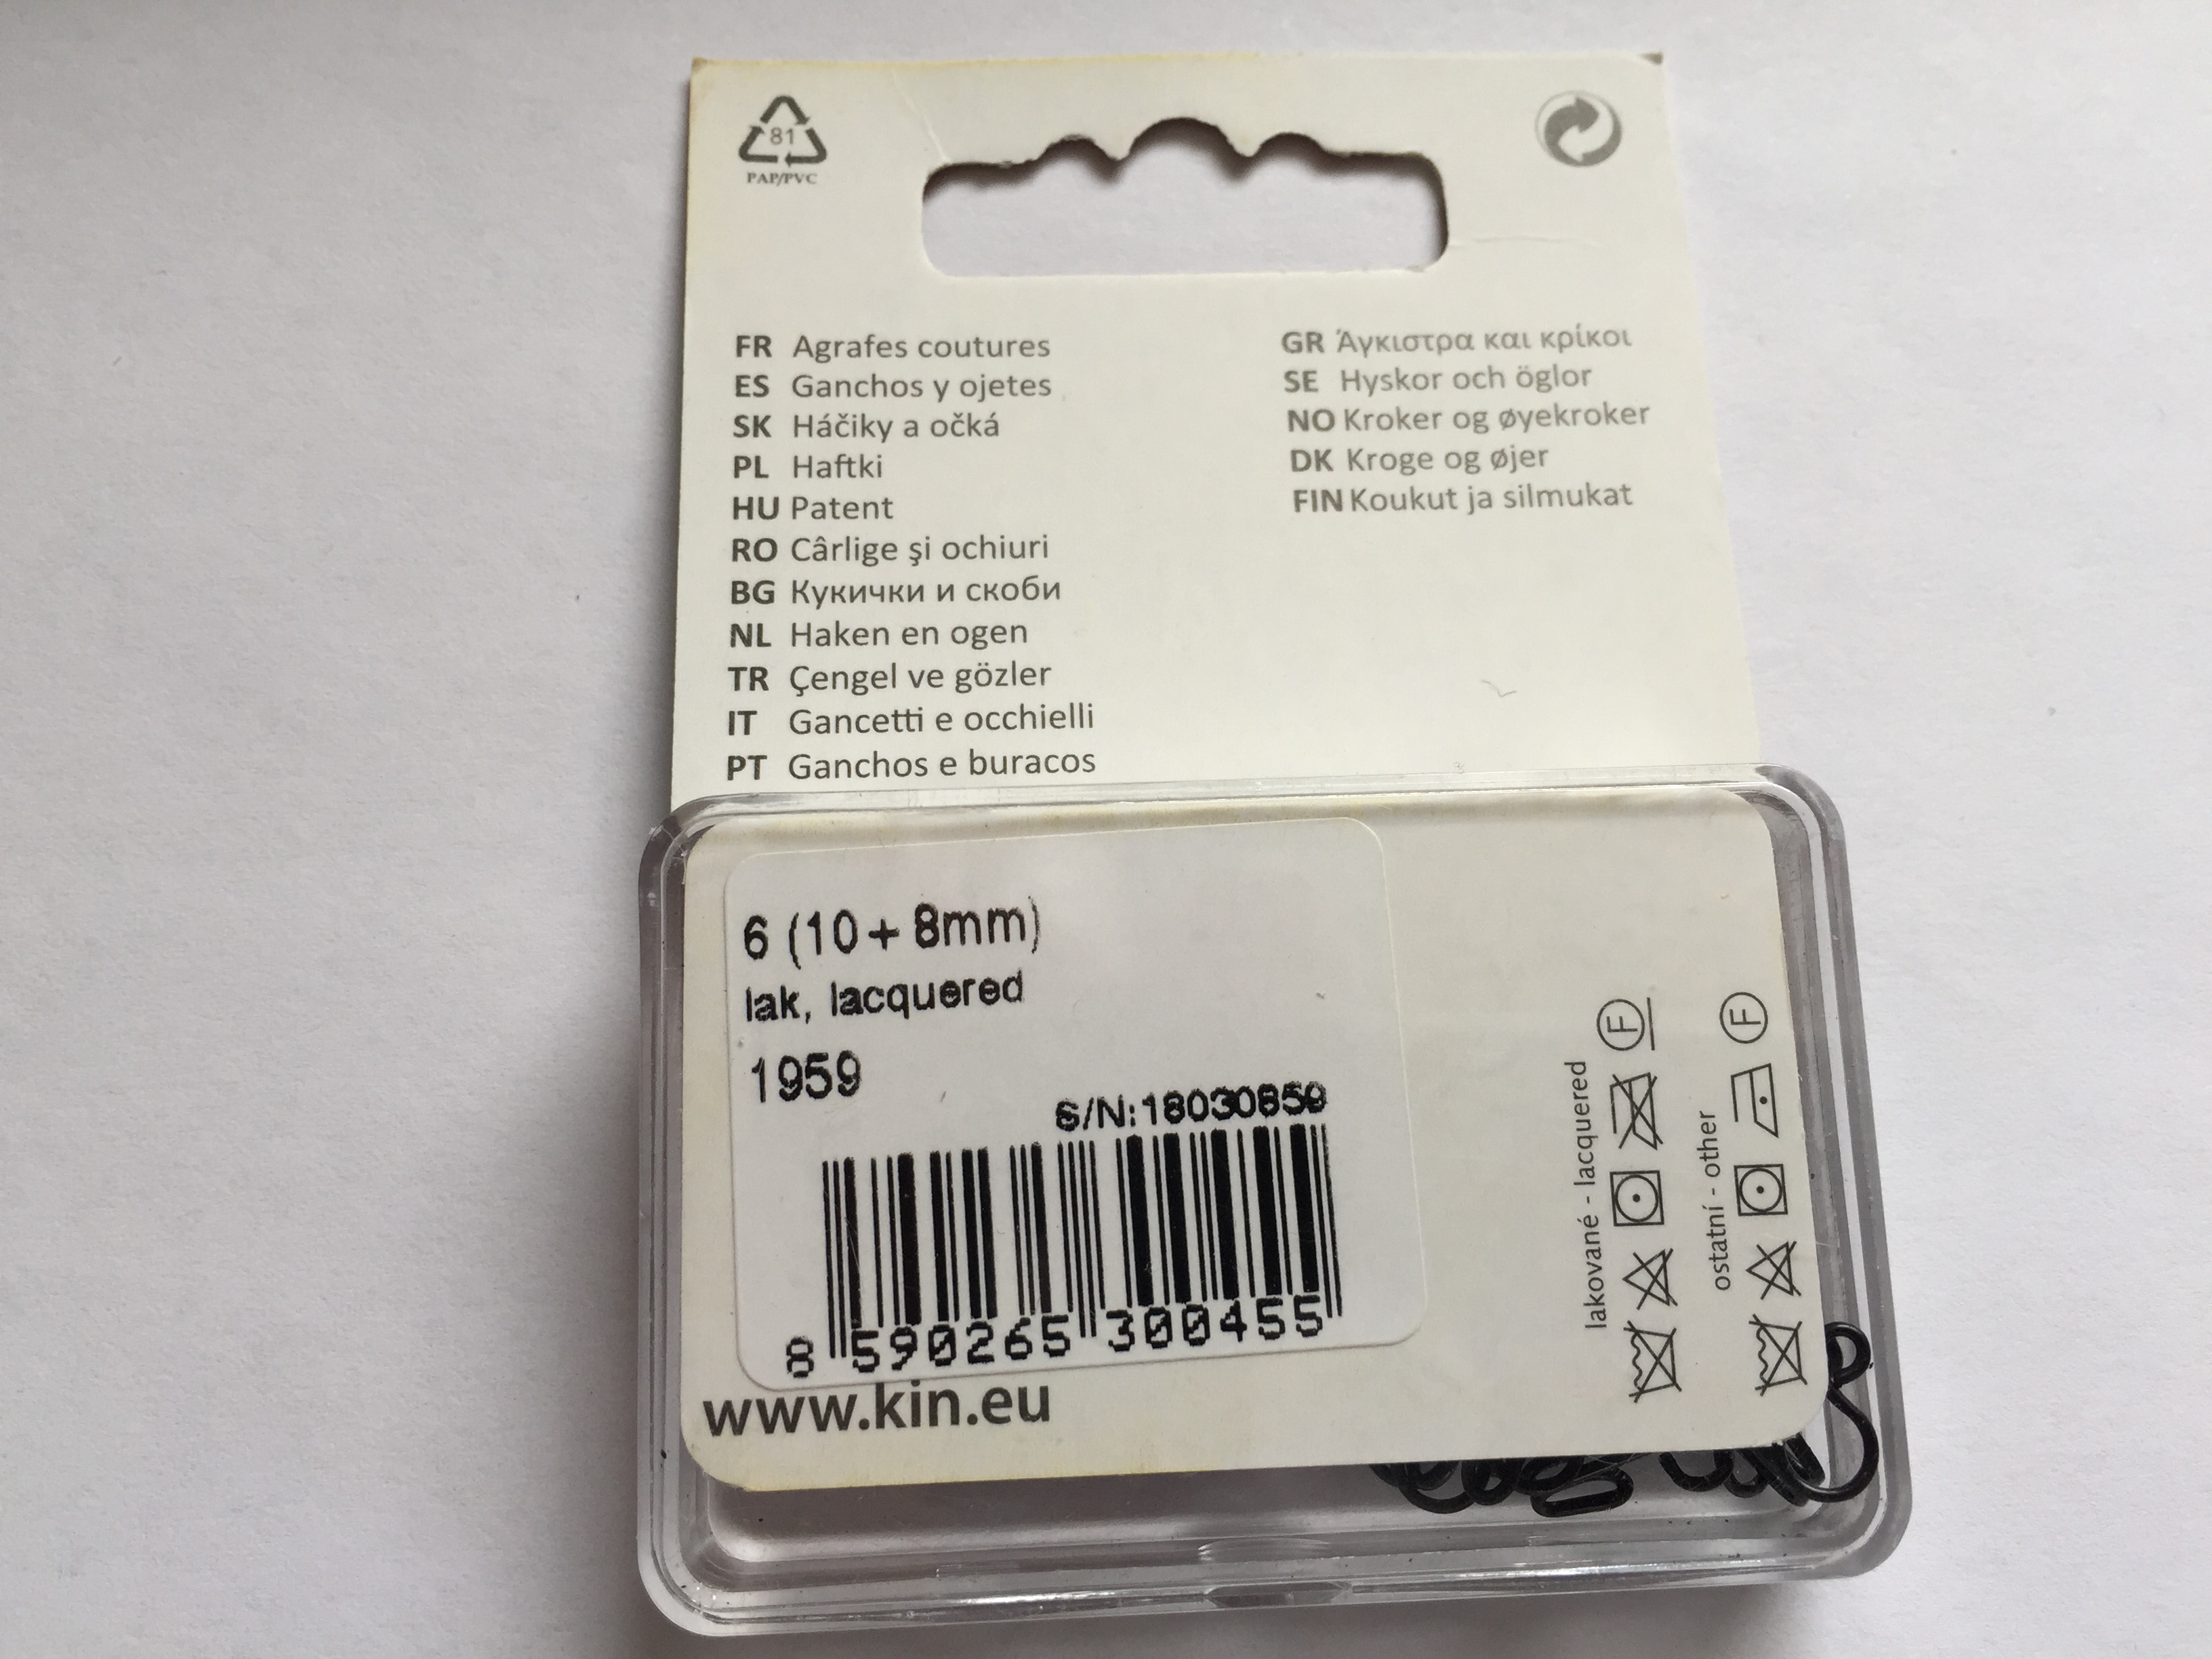 81
PAP/PVC
FR Agrafes coutures
ES Ganchos y ojetes
SK Háčiky a očká
PL Haftki
HU Patent
RO Cârlige şi ochiuri
BG Кукички и скоби
NL Haken en ogen
TR Çengel ve gözler
IT Gancetti e occhielli
PT Ganchos e buracos
GR Άγκιστρα και κρίκοι
SE Hyskor och öglor
NO Kroker og øyekroker
DK Kroge og øjer
FIN Koukut ja silmukat
6 (10+8mm)
lak, lacquered
1959
S/N:18030859
8 590265 300455
www.kin.eu
lakované - lacquered
F
ostatní - other
F